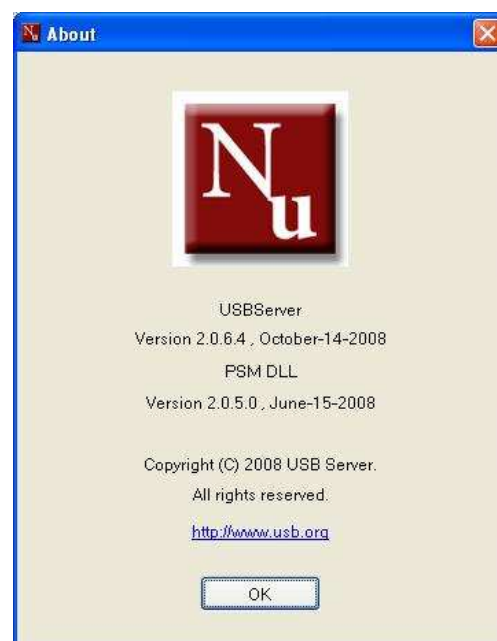 About
Nu
USBServer
Version 2.0.6.4 , October-14-2008
PSM DLL
Version 2.0.5.0 , June-15-2008
Copyright (C) 2008 USB Server.
All rights reserved.
http://www.usb.org
OK